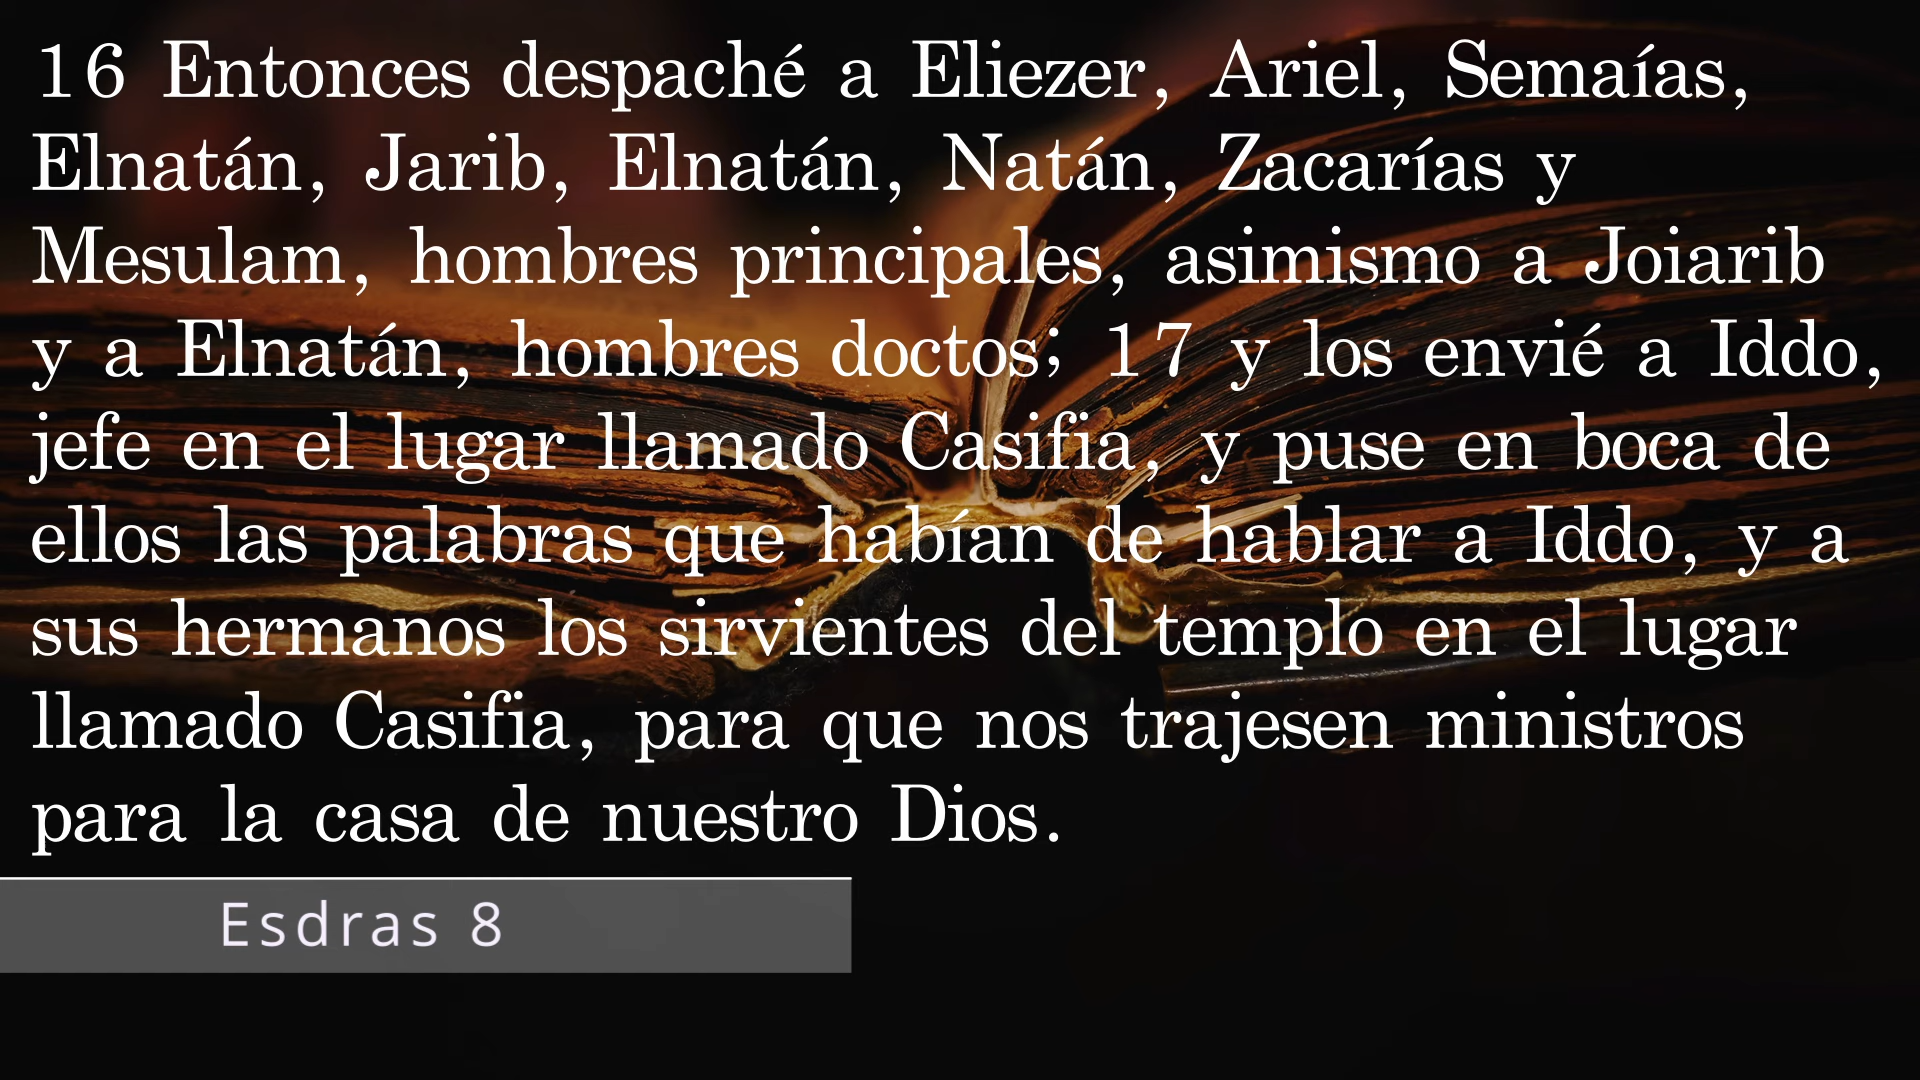 16 Entonces despaché a Eliezer, Ariel, Semaías,
Elnatán, Jarib, Elnatán, Natán, Zacarías y
Mesulam, hombres principales, asimismo a Joiarib
y a Elnatán, hombres doctos; 17 y los envié a Iddo,
jefe en el lugar llamado Casifia, y puse en boca de
ellos las palabras que habían de hablar a Iddo, y a
sus hermanos los sirvientes del templo en el lugar
llamado Casifia, para que nos trajesen ministros
para la casa de nuestro Dios.
Esdras 8